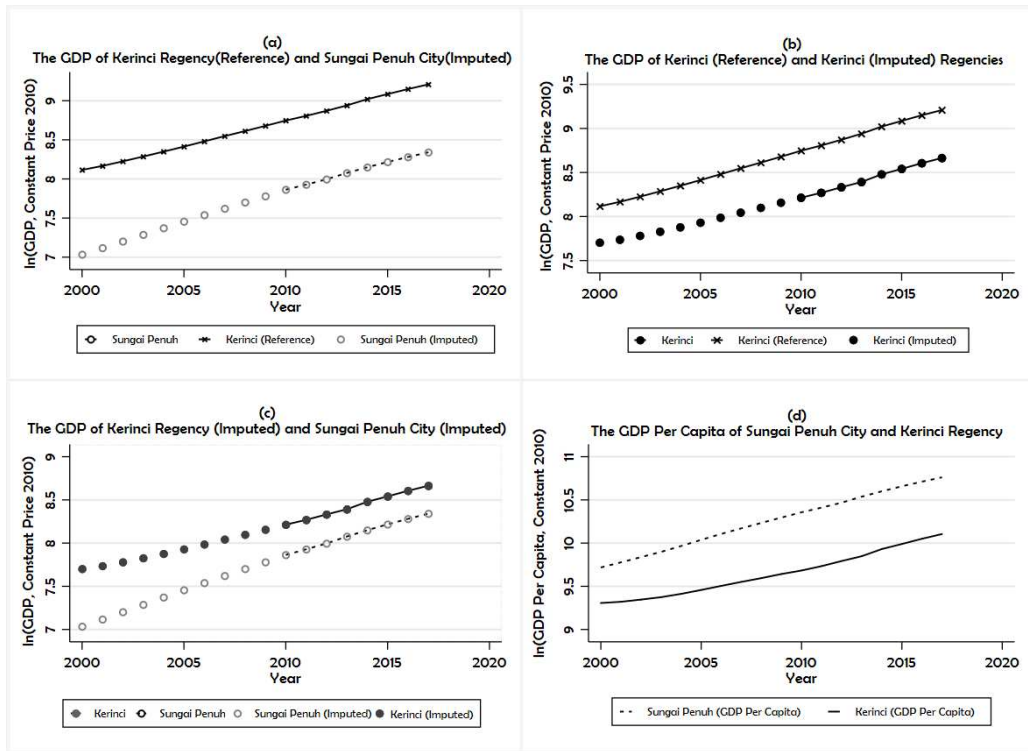 (a)
The GDP of Kerinci Regency(Reference) and Sungai Penuh City(Imputed)
ln(GDP, Constant Price 2010)
9
8.5
8
7.5
7
2000 2005 2010 2015 2020
Year
Sungai Penuh Kerinci (Reference) Sungai Penuh (Imputed)
(b)
The GDP of Kerinci (Reference) and Kerinci (Imputed) Regencies
ln(GDP, Constant Price 2010)
9.5
9
8.5
8
7.5
2000 2005 2010 2015 2020
Year
Kerinci Kerinci (Reference) Kerinci (Imputed)
(c)
The GDP of Kerinci Regency (Imputed) and Sungai Penuh City (Imputed)
ln(GDP, Constant Price 2010)
9
8.5
8
7.5
7
2000 2005 2010 2015 2020
Year
Kerinci Sungai Penuh Sungai Penuh (Imputed) Kerinci (Imputed)
(d)
The GDP Per Capita of Sungai Penuh City and Kerinci Regency
ln(GDP Per Capita, Constant 2010)
11
10.5
10
9.5
9
2000 2005 2010 2015 2020
Year
Sungai Penuh (GDP Per Capita) Kerinci (GDP Per Capita)